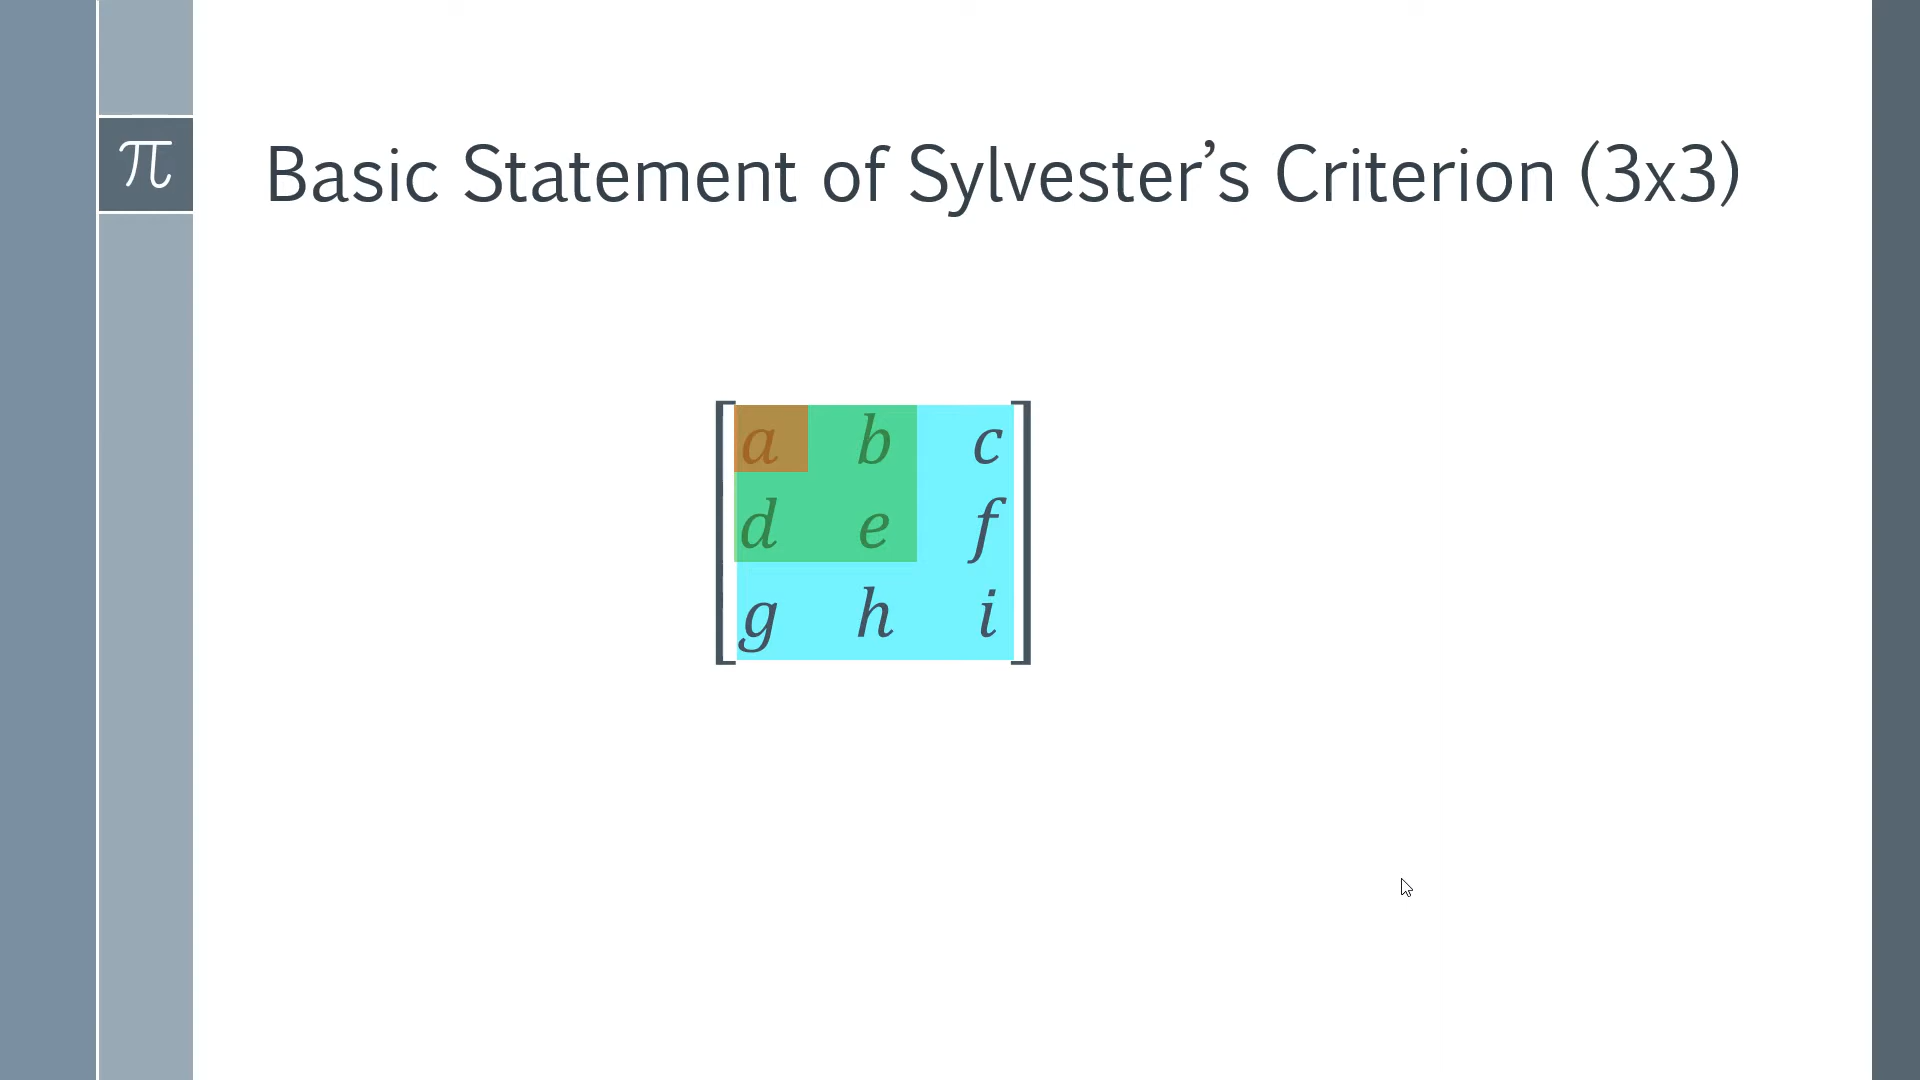 π
Basic Statement of Sylvester’s Criterion (3x3)
a b c
d e f
g h i